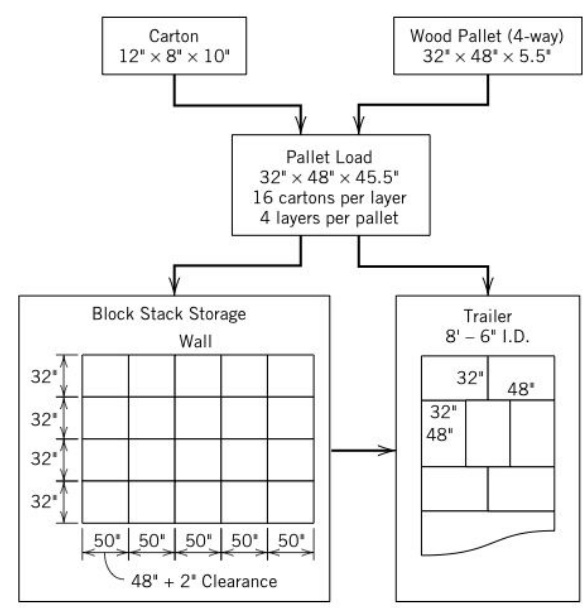 Carton
12" × 8" × 10"
Wood Pallet (4-way)
32" × 48" × 5.5"
Pallet Load
32" × 48" × 45.5"
16 cartons per layer
4 layers per pallet
Block Stack Storage
Wall
32"
32"
32"
32"
50" 50" 50" 50" 50"
48" + 2" Clearance
Trailer
8' – 6" I.D.
32"
48"
32"
48"